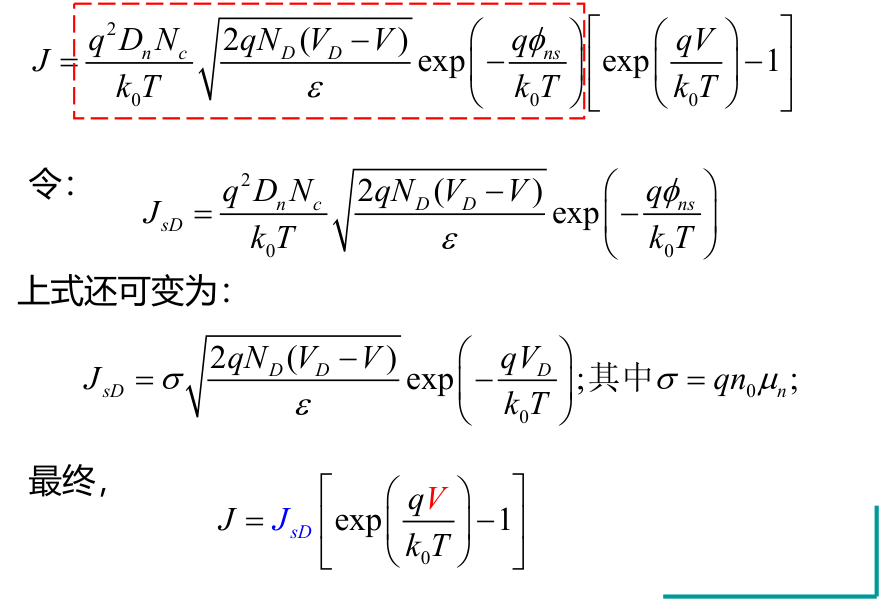 J = \frac{q^2 D_n N_c}{k_0 T} \sqrt{\frac{2qN_D(V_D - V)}{\varepsilon}} \exp\left(-\frac{q\phi_{ns}}{k_0 T}\right)\left[\exp\left(\frac{qV}{k_0 T}\right) - 1\right]
令：
J_{sD} = \frac{q^2 D_n N_c}{k_0 T} \sqrt{\frac{2qN_D(V_D - V)}{\varepsilon}} \exp\left(-\frac{q\phi_{ns}}{k_0 T}\right)
上式还可变为：
J_{sD} = \sigma \sqrt{\frac{2qN_D(V_D - V)}{\varepsilon}} \exp\left(-\frac{qV_D}{k_0 T}\right);其中\sigma = qn_0\mu_n;
最终，
J = J_{sD}\left[\exp\left(\frac{qV}{k_0 T}\right) - 1\right]